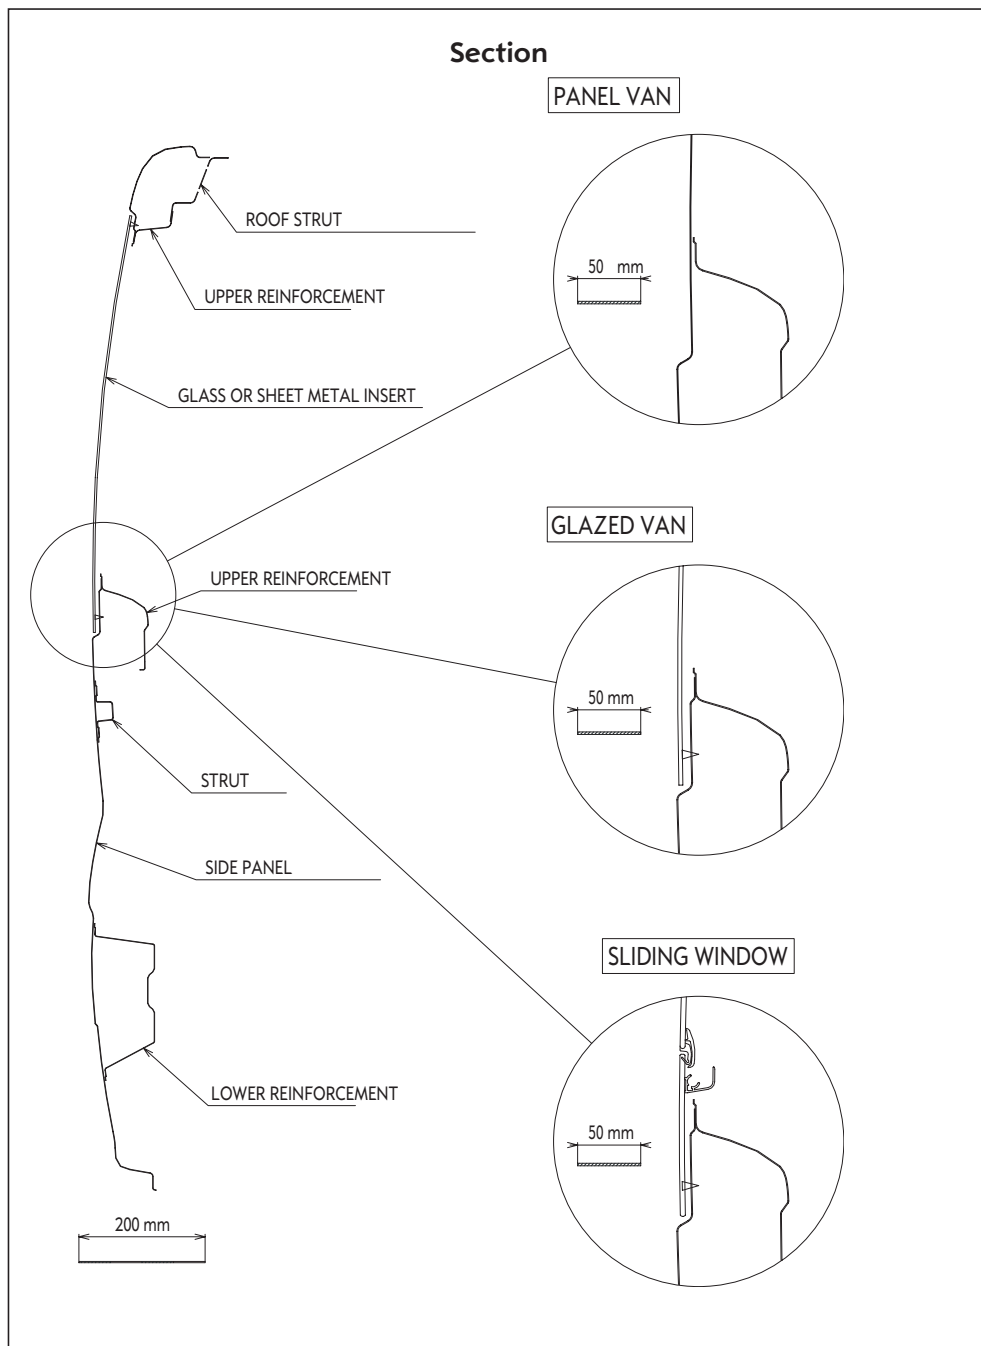 Section
PANEL VAN
ROOF STRUT
50 mm
UPPER REINFORCEMENT
GLASS OR SHEET METAL INSERT
GLAZED VAN
UPPER REINFORCEMENT
50 mm
STRUT
SIDE PANEL
SLIDING WINDOW
LOWER REINFORCEMENT
50 mm
200 mm